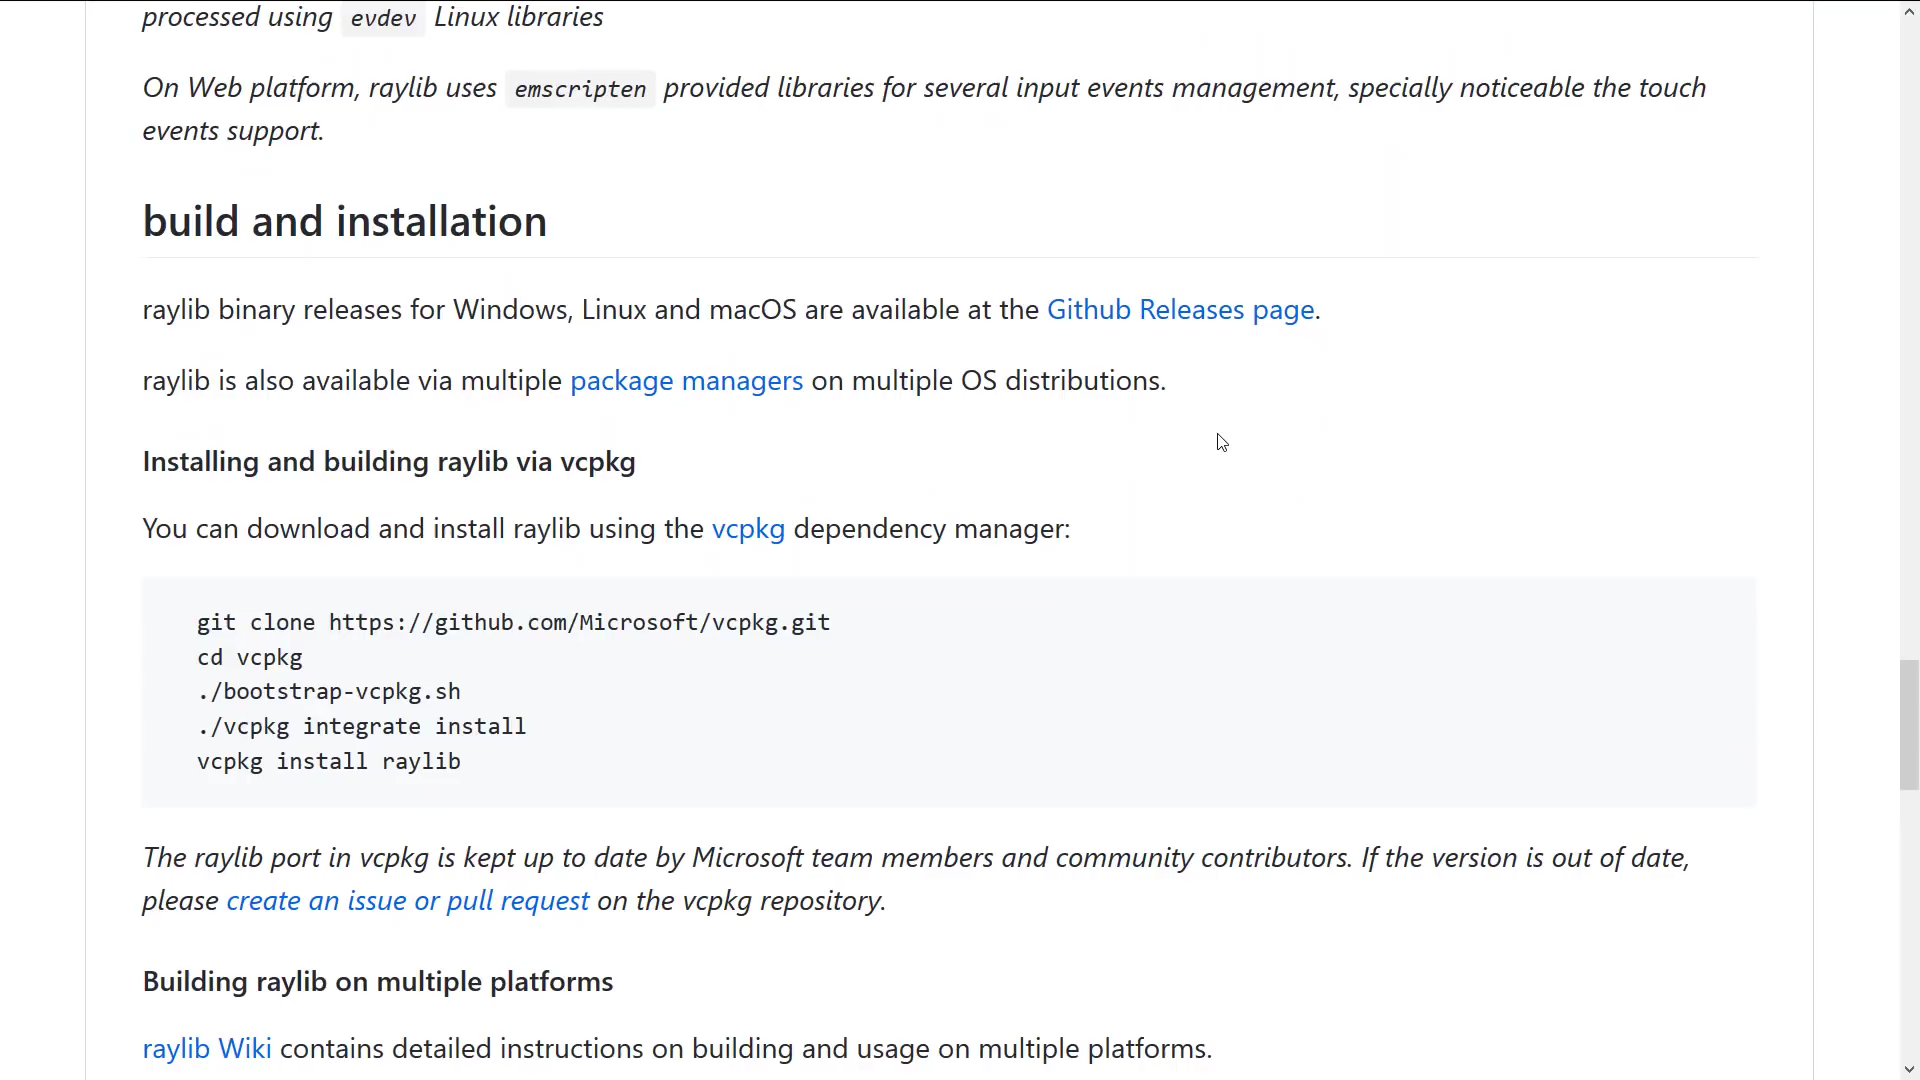 processed using evdev Linux libraries
On Web platform, raylib uses emscripten provided libraries for several input events management, specially noticeable the touch
events support.
build and installation
raylib binary releases for Windows, Linux and macOS are available at the Github Releases page.
raylib is also available via multiple package managers on multiple OS distributions.
Installing and building raylib via vcpkg
You can download and install raylib using the vcpkg dependency manager:
git clone https://github.com/Microsoft/vcpkg.git
cd vcpkg
./bootstrap-vcpkg.sh
./vcpkg integrate install
vcpkg install raylib
The raylib port in vcpkg is kept up to date by Microsoft team members and community contributors. If the version is out of date,
please create an issue or pull request on the vcpkg repository.
Building raylib on multiple platforms
raylib Wiki contains detailed instructions on building and usage on multiple platforms.